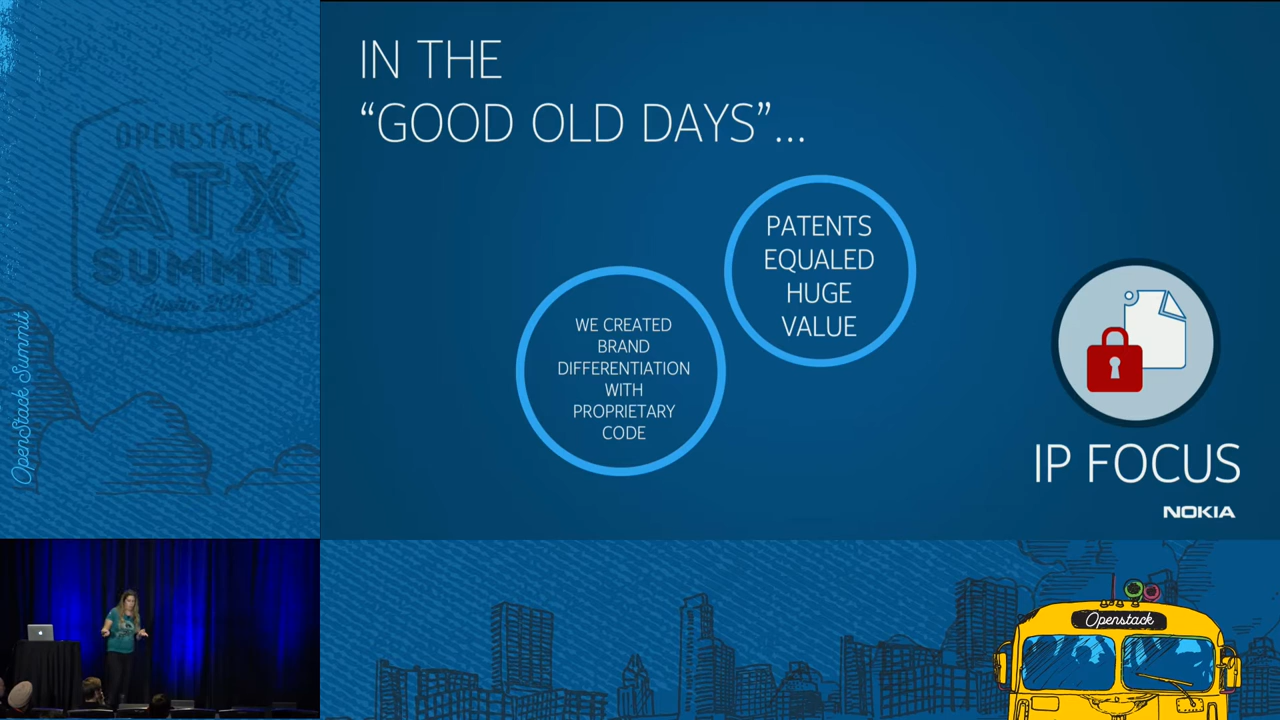 IN THE
“GOOD OLD DAYS”...
PATENTS
EQUALED
HUGE
VALUE
WE CREATED
BRAND
DIFFERENTIATION
WITH
PROPRIETARY
CODE
IP FOCUS
NOKIA
OPENSTACK
ATX
SUMMIT
OpenStack Summit
Openstack